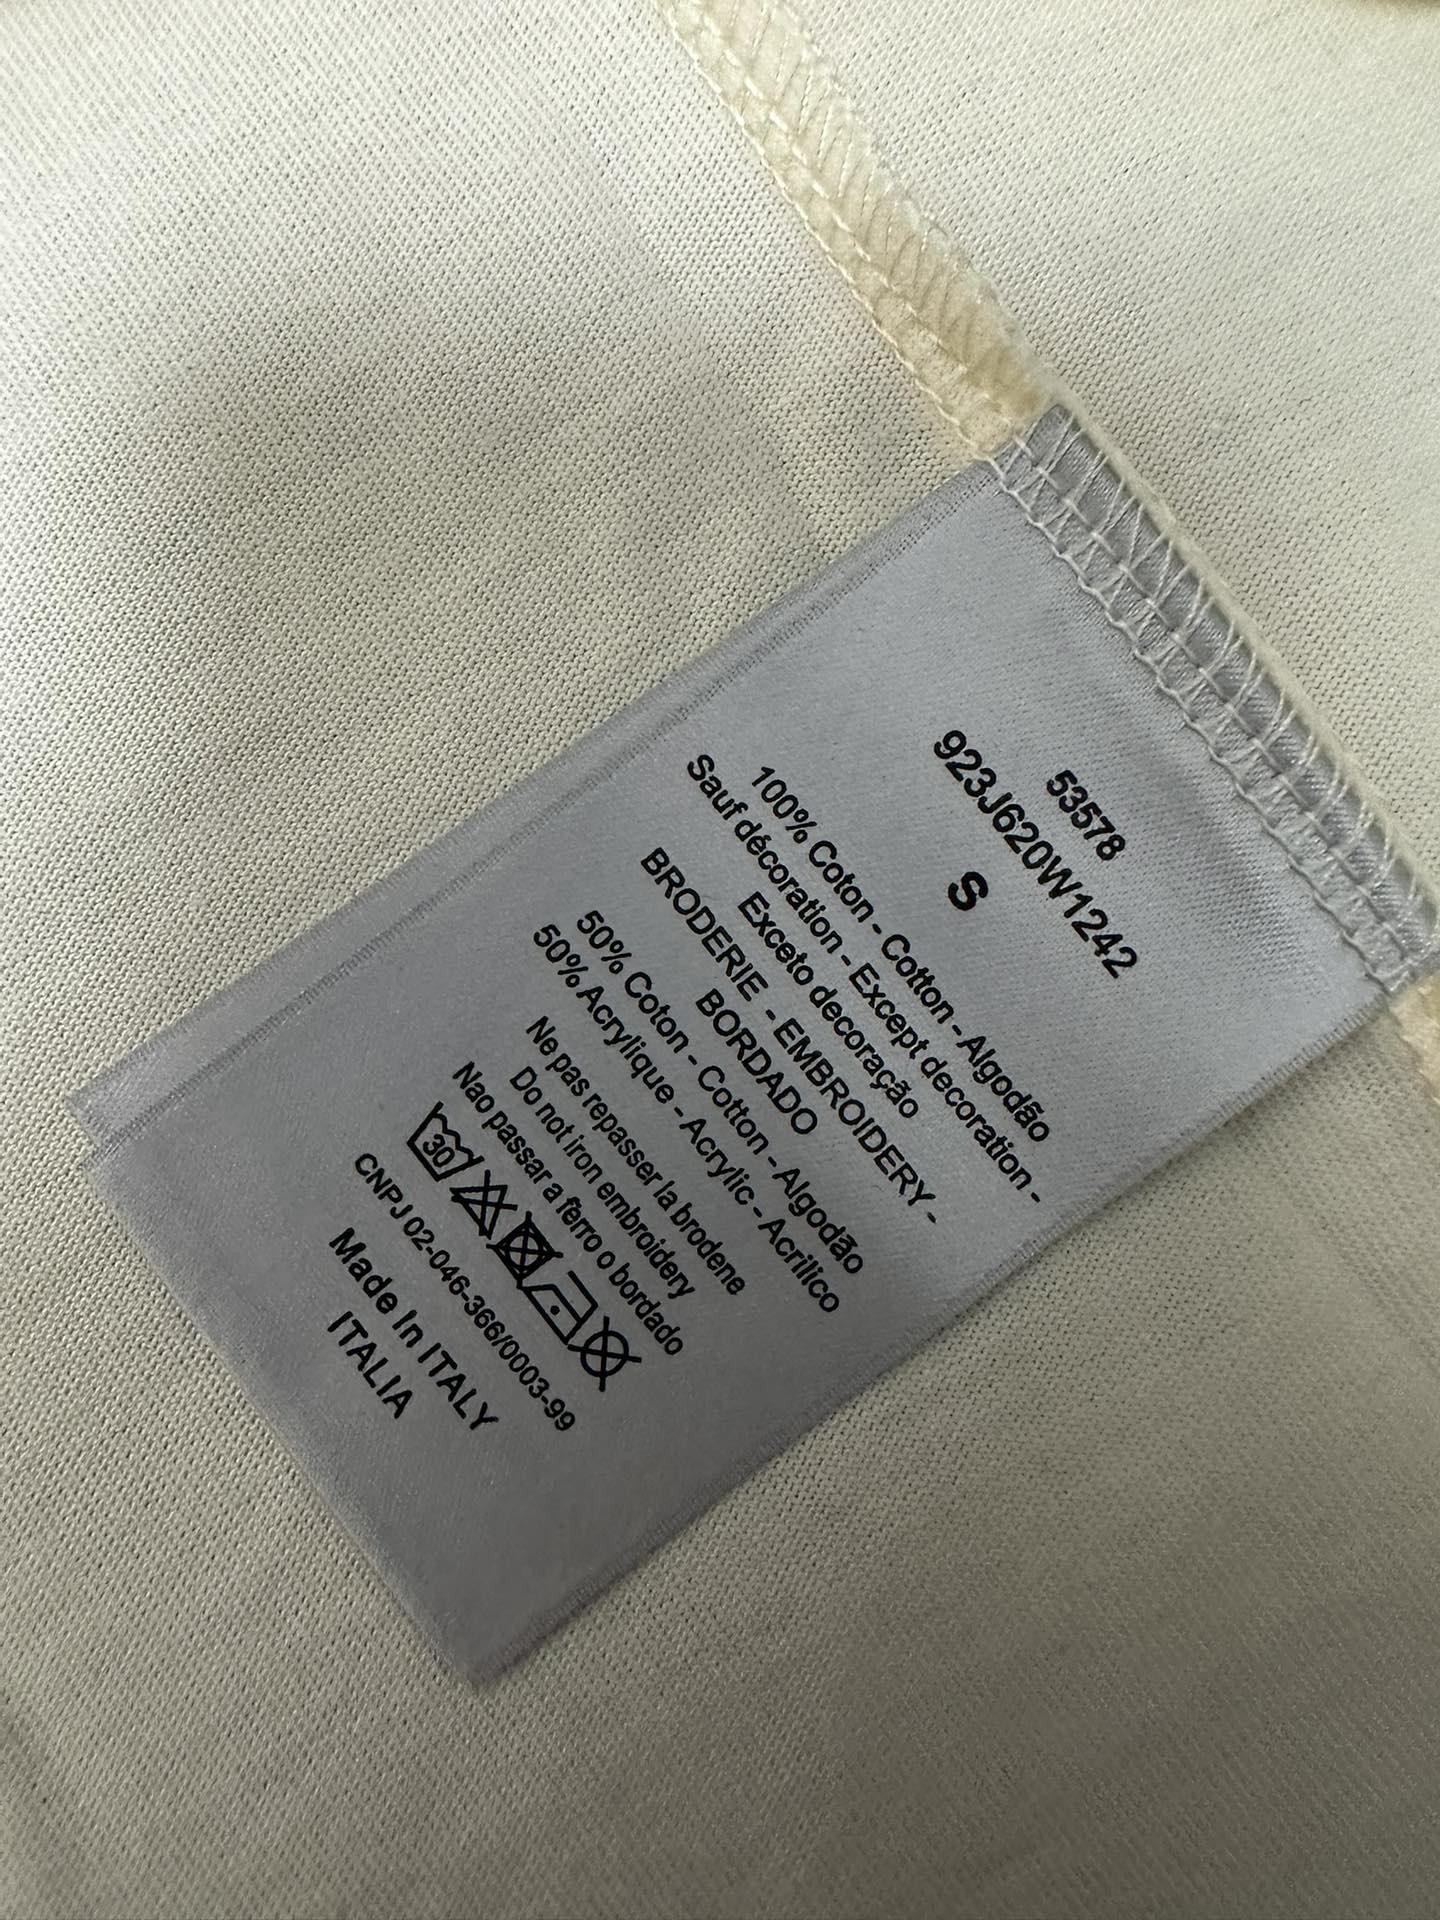 53578
923J620W1242
S
100% Coton - Cotton - Algodão
Sauf décoration - Except decoration -
Exceto decoração
BRODERIE - EMBROIDERY -
BORDADO
50% Coton - Cotton - Algodão
50% Acrylique - Acrylic - Acrilico
Ne pas repasser la brodene
Do not iron embroidery
Nao passar a ferro o bordado
30
CNPJ 02-046-366/0003-99
Made In ITALY
ITALIA